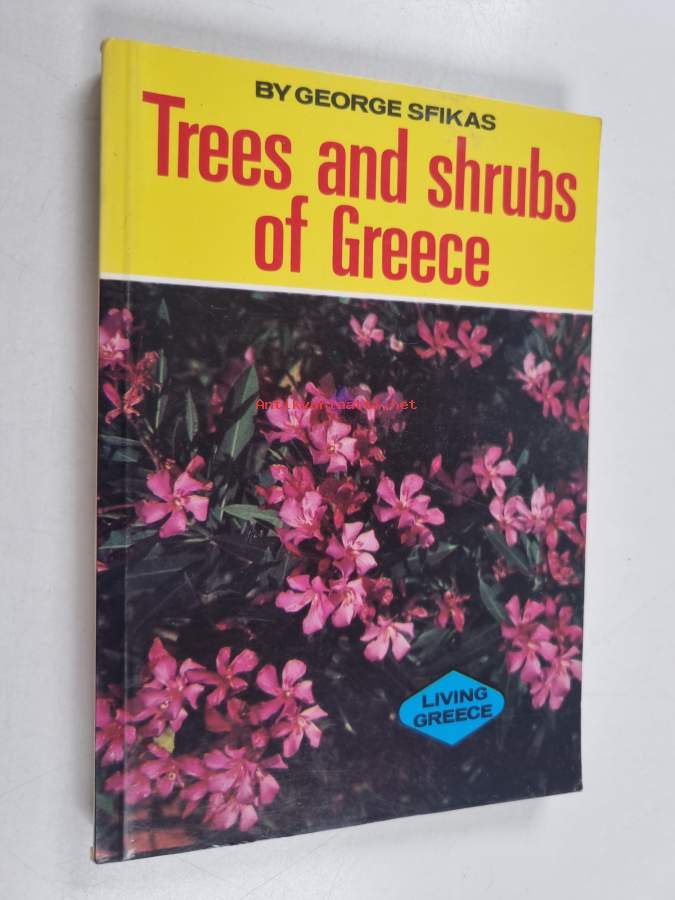 BY GEORGE SFIKAS
Trees and shrubs
of Greece
Antikvariaatti.net
LIVING
GREECE